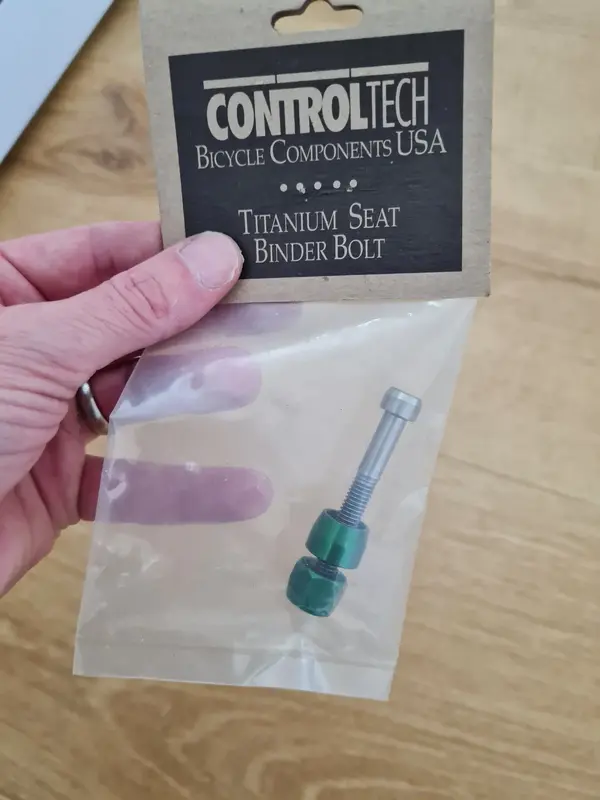 CONTROLTECH
BICYCLE COMPONENTS USA
TITANIUM SEAT
BINDER BOLT